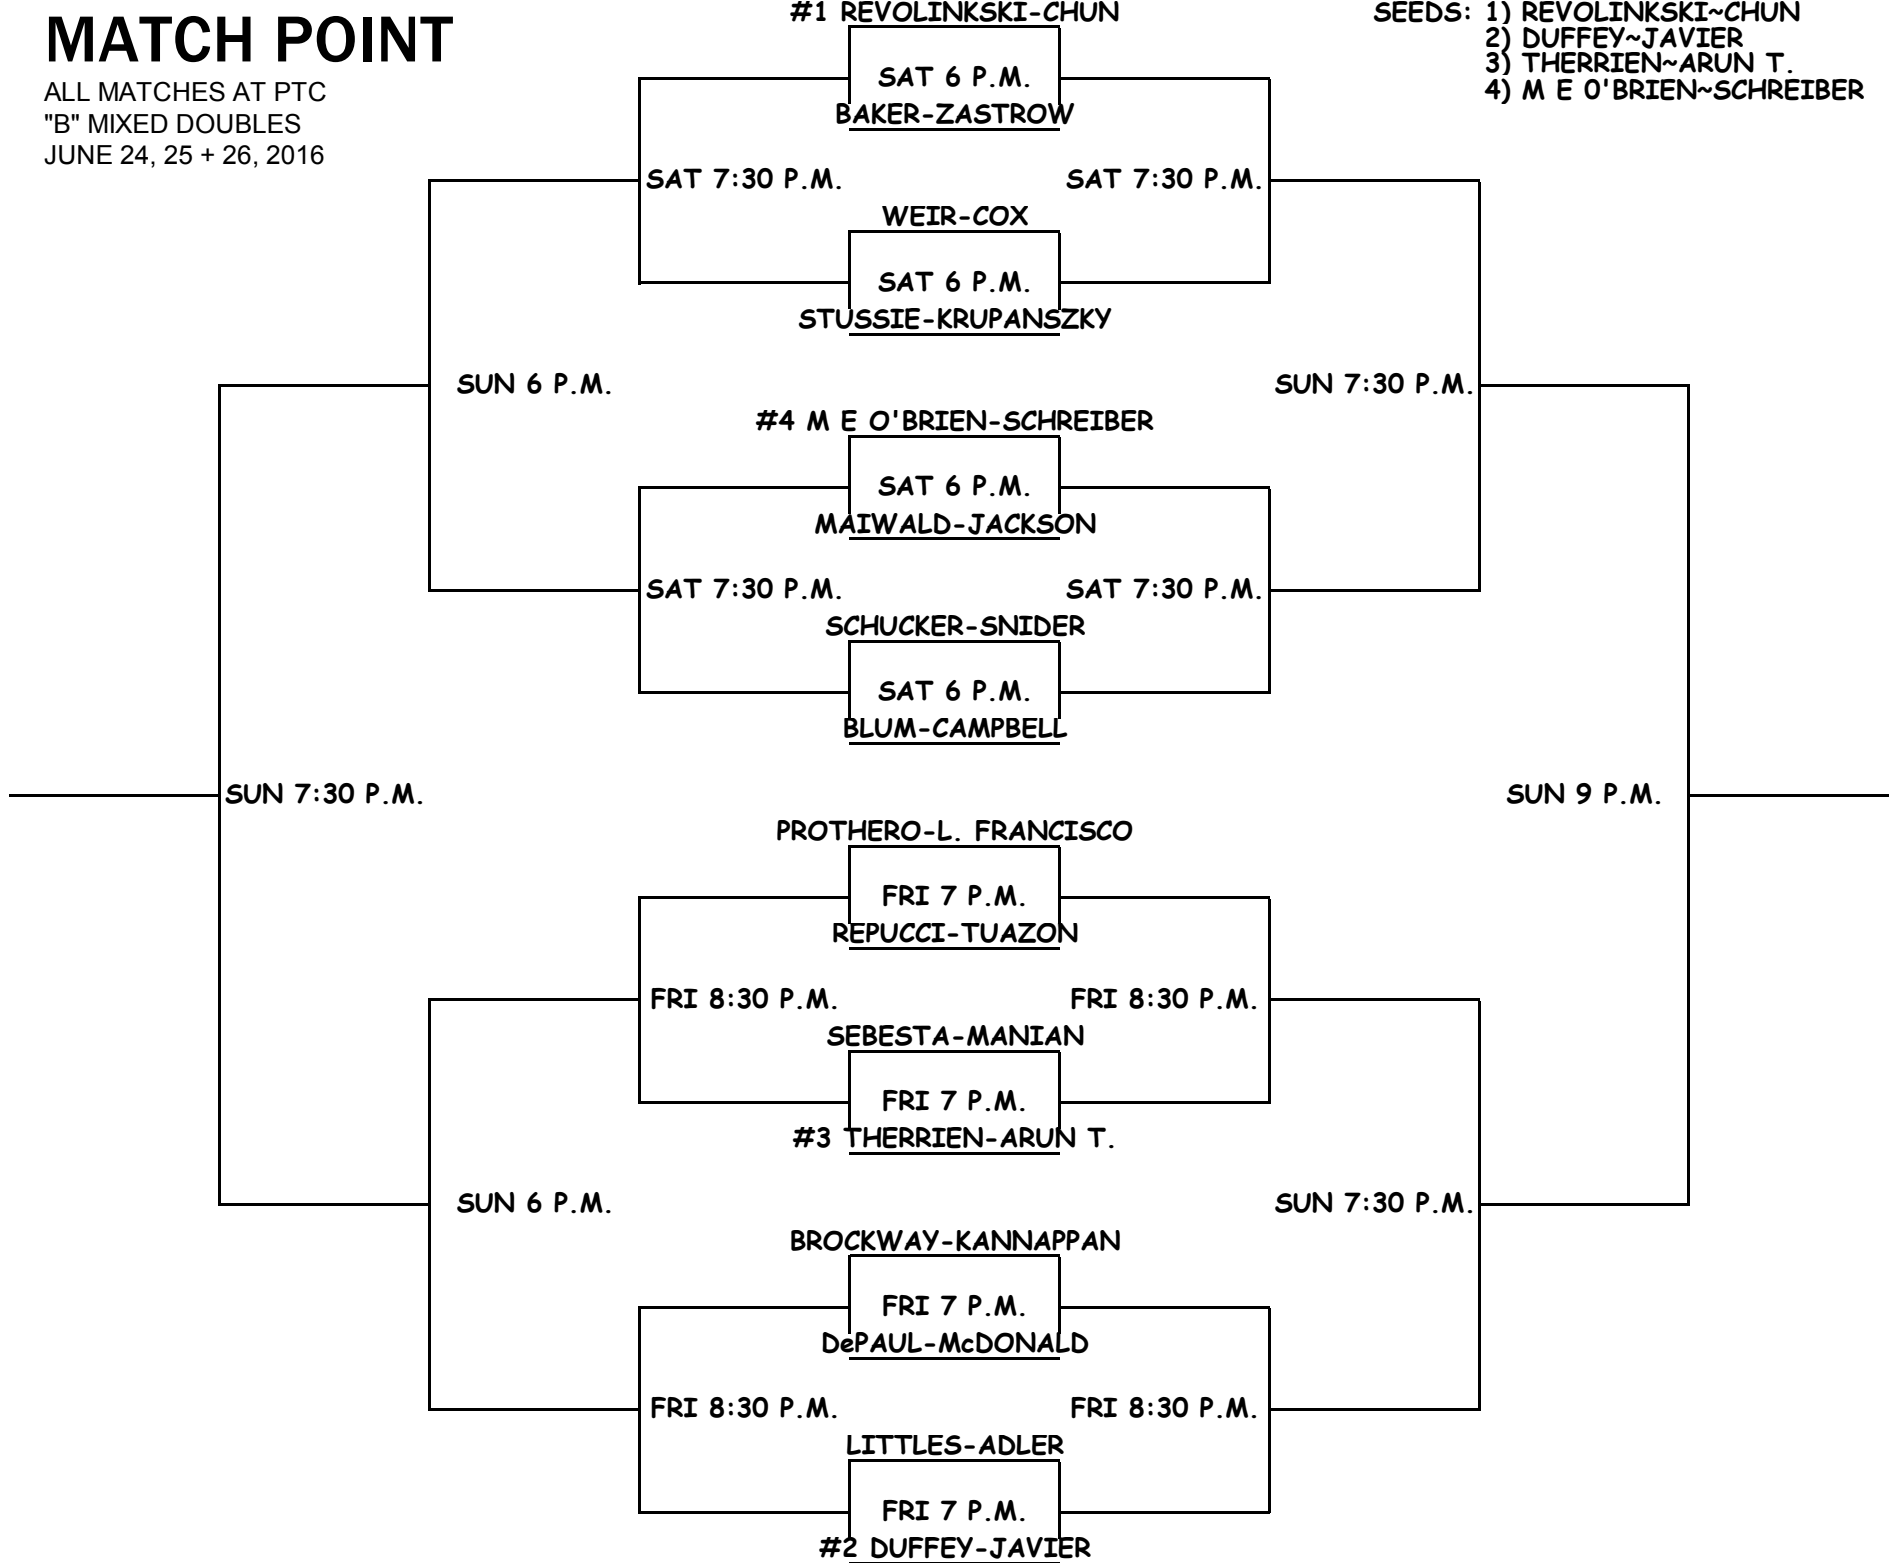 #1 REVOLINKSKI-CHUN
MATCH POINT
ALL MATCHES AT PTC
"B" MIXED DOUBLES
JUNE 24, 25 + 26, 2016
SEEDS: 1) REVOLINKSKI~CHUN
2) DUFFEY~JAVIER
3) THERRIEN~ARUN T.
4) M E O'BRIEN~SCHREIBER
SAT 6 P.M.
BAKER-ZASTROW
SAT 7:30 P.M.
SAT 7:30 P.M.
WEIR-COX
SAT 6 P.M.
STUSSIE-KRUPANSZKY
SUN 6 P.M.
SUN 7:30 P.M.
#4 M E O'BRIEN-SCHREIBER
SAT 6 P.M.
MAIWALD-JACKSON
SAT 7:30 P.M.
SAT 7:30 P.M.
SCHUCKER-SNIDER
SAT 6 P.M.
BLUM-CAMPBELL
SUN 7:30 P.M.
SUN 9 P.M.
PROTHERO-L. FRANCISCO
FRI 7 P.M.
REPUCCI-TUAZON
FRI 8:30 P.M.
FRI 8:30 P.M.
SEBESTA-MANIAN
FRI 7 P.M.
#3 THERRIEN-ARUN T.
SUN 6 P.M.
SUN 7:30 P.M.
BROCKWAY-KANNAPPAN
FRI 7 P.M.
DePAUL-McDONALD
FRI 8:30 P.M.
FRI 8:30 P.M.
LITTLES-ADLER
FRI 7 P.M.
#2 DUFFEY-JAVIER